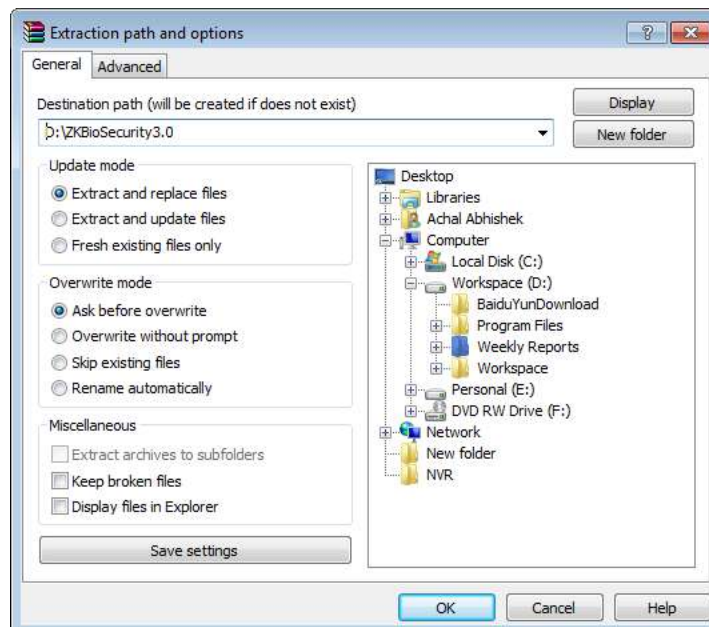 Extraction path and options
General
Advanced
Destination path (will be created if does not exist)
D:\ZKBioSecurity3.0
Display
New folder
Update mode
Extract and replace files
Extract and update files
Fresh existing files only
Overwrite mode
Ask before overwrite
Overwrite without prompt
Skip existing files
Rename automatically
Miscellaneous
Extract archives to subfolders
Keep broken files
Display files in Explorer
Save settings
Desktop
Libraries
Achal Abhishek
Computer
Local Disk (C:)
Workspace (D:)
BaiduYunDownload
Program Files
Weekly Reports
Workspace
Personal (E:)
DVD RW Drive (F:)
Network
New folder
NVR
OK
Cancel
Help